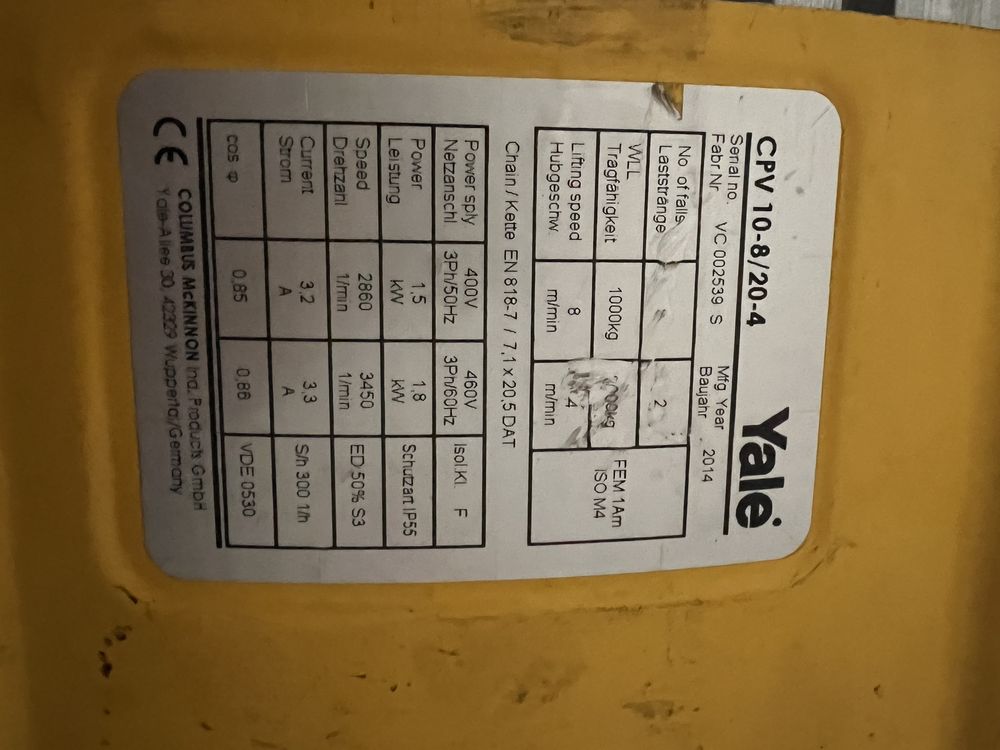 CPV 10-8/20-4
Yale
Serial no.
Fabr Nr
VC 002539 S
Mfg. Year
Baujahr
2014
No of falls
Laststränge
2
WLL
Tragfähigkeit
1000kg
Lifting speed
Hubgeschw.
8
m/min
4
m/min
FEM 1Am
ISO M4
Chain / Kette EN 818-7 / 7,1 x 20,5 DAT
Power sply
Netzanschl
400V
3Ph/50Hz
460V
3Ph/60Hz
Isol.Kl. F
Power
Leistung
1,5
kW
1,8
kW
Schutzart IP55
Speed
Drehzahl
2860
1/min
3450
1/min
ED 50% S3
Current
Strom
3,2
A
3,3
A
S/h 300 1/h
cos φ
0,85
0,86
VDE 0530
CE
COLUMBUS McKINNON Ind. Products GmbH
Yale-Allee 30, 42329 Wuppertal/Germany